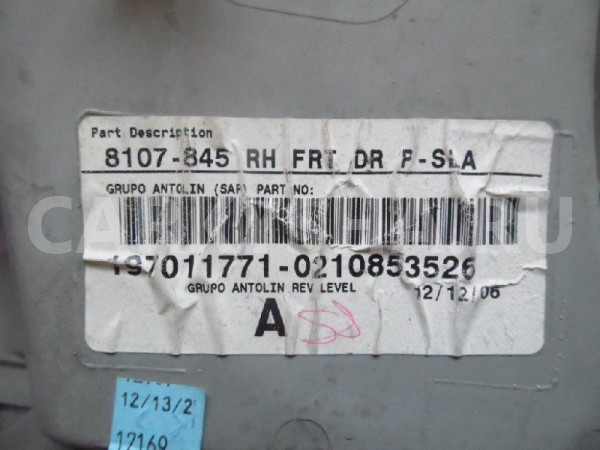 Part Description
8107-845 RH FRT DR P-SLA
GRUPO ANTOLIN (SAP) PART NO:
197011771-0210853526
GRUPO ANTOLIN REV LEVEL
12/12/06
A
12/13/2
17169